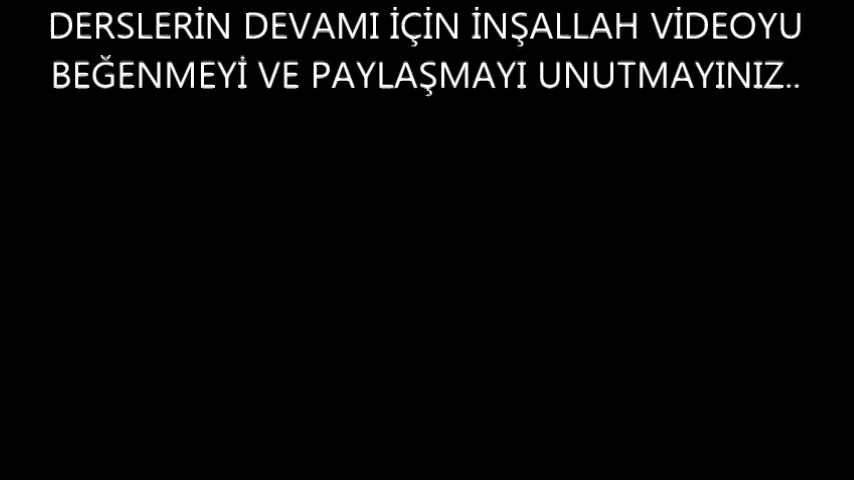 DERSLERİN DEVAMI İÇİN İNŞALLAH VİDEOYU
BEĞENMEYİ VE PAYLAŞMAYI UNUTMAYINIZ..